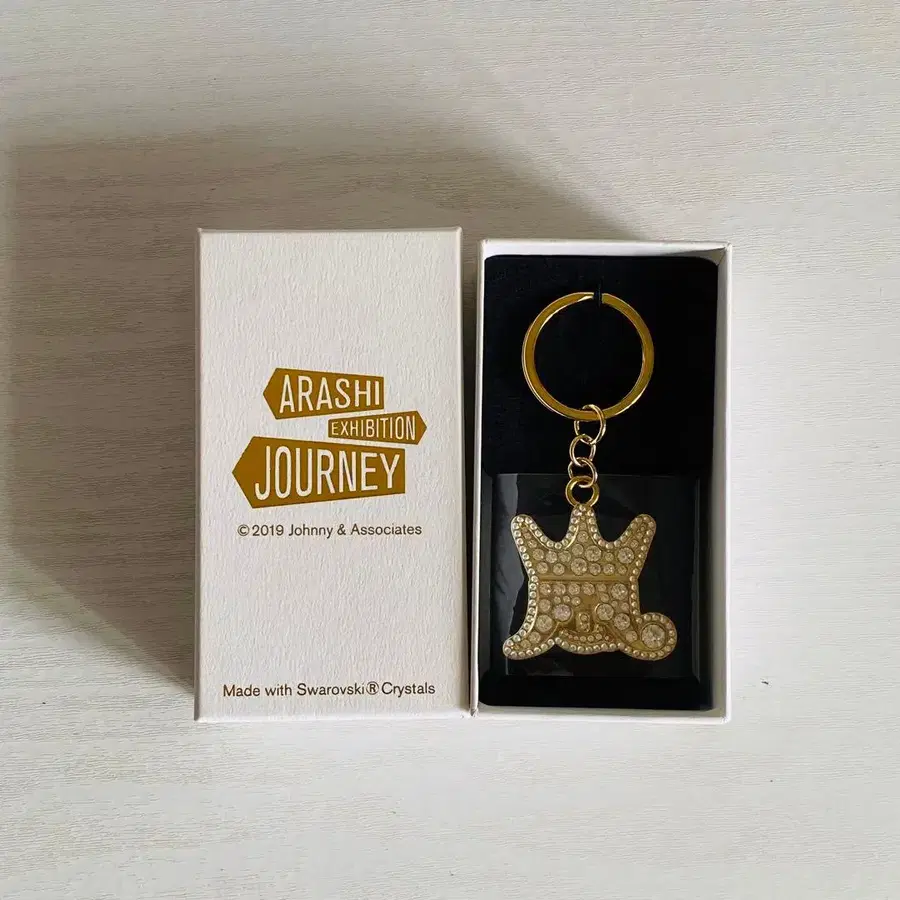 ARASHI
EXHIBITION
JOURNEY
©2019 Johnny & Associates
Made with Swarovski® Crystals